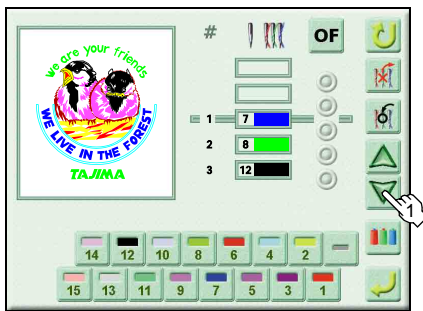 # OF
we are your friends
WE LIVE IN THE FOREST
TAJIMA
1 7
2 8
3 12
1
14 12 10 8 6 4 2
15 13 11 9 7 5 3 1